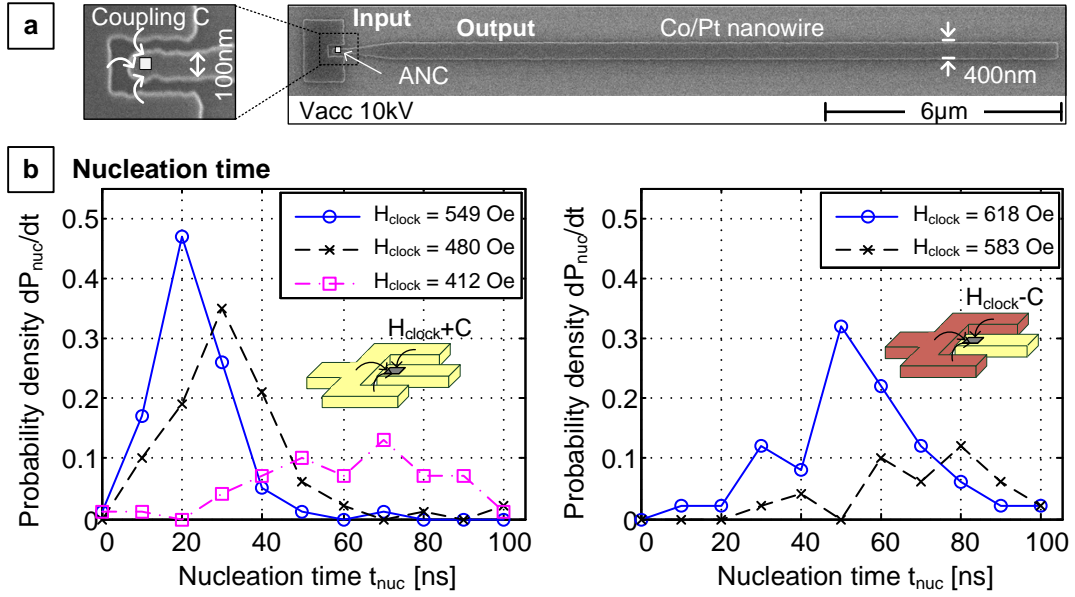 a
Coupling C
100nm
Input
Output
Co/Pt nanowire
ANC
400nm
Vacc 10kV
6µm
b Nucleation time
Probability density dPnuc/dt
0.5
0.4
0.3
0.2
0.1
0
Hclock = 549 Oe
Hclock = 480 Oe
Hclock = 412 Oe
Hclock+C
0 20 40 60 80 100
Nucleation time tnuc [ns]
Probability density dPnuc/dt
0.5
0.4
0.3
0.2
0.1
0
Hclock = 618 Oe
Hclock = 583 Oe
Hclock-C
0 20 40 60 80 100
Nucleation time tnuc [ns]